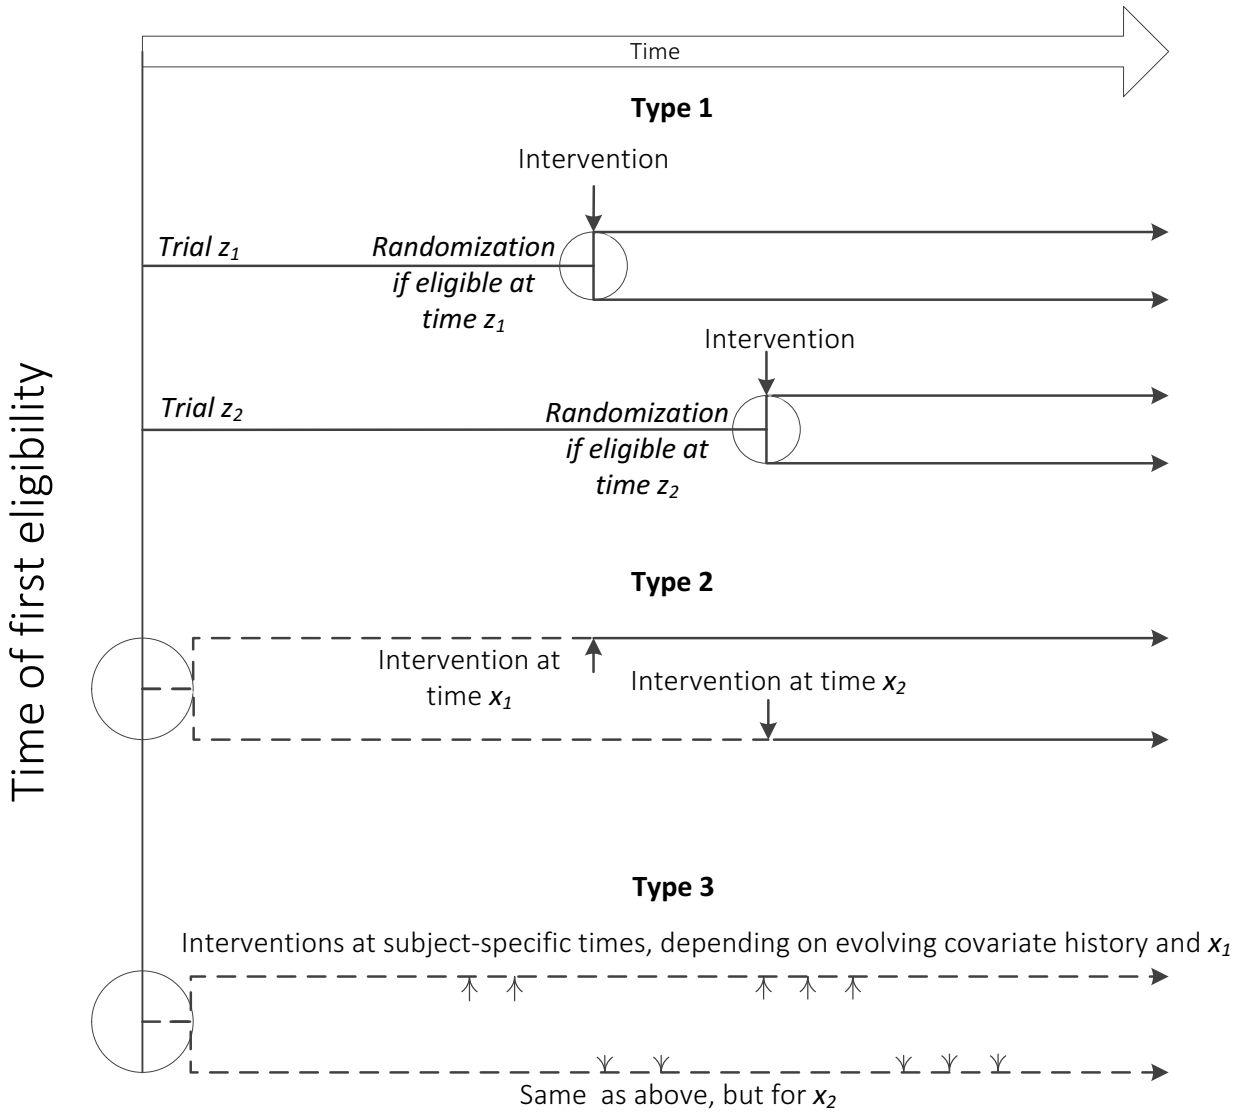 Time
Type 1
Intervention
Trial z1
Randomization
if eligible at
time z1
Intervention
Trial z2
Randomization
if eligible at
time z2
Time of first eligibility
Type 2
Intervention at
time x1
Intervention at time x2
Type 3
Interventions at subject-specific times, depending on evolving covariate history and x1
Same as above, but for x2